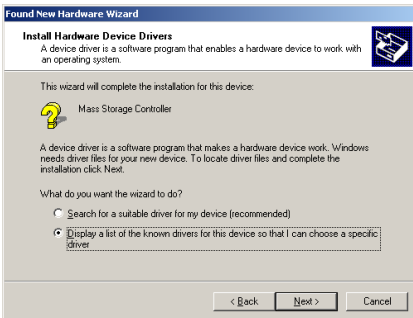 Found New Hardware Wizard
Install Hardware Device Drivers
A device driver is a software program that enables a hardware device to work with
an operating system.
This wizard will complete the installation for this device:
Mass Storage Controller
A device driver is a software program that makes a hardware device work. Windows
needs driver files for your new device. To locate driver files and complete the
installation click Next.
What do you want the wizard to do?
Search for a suitable driver for my device (recommended)
Display a list of the known drivers for this device so that I can choose a specific
driver
< Back Next > Cancel